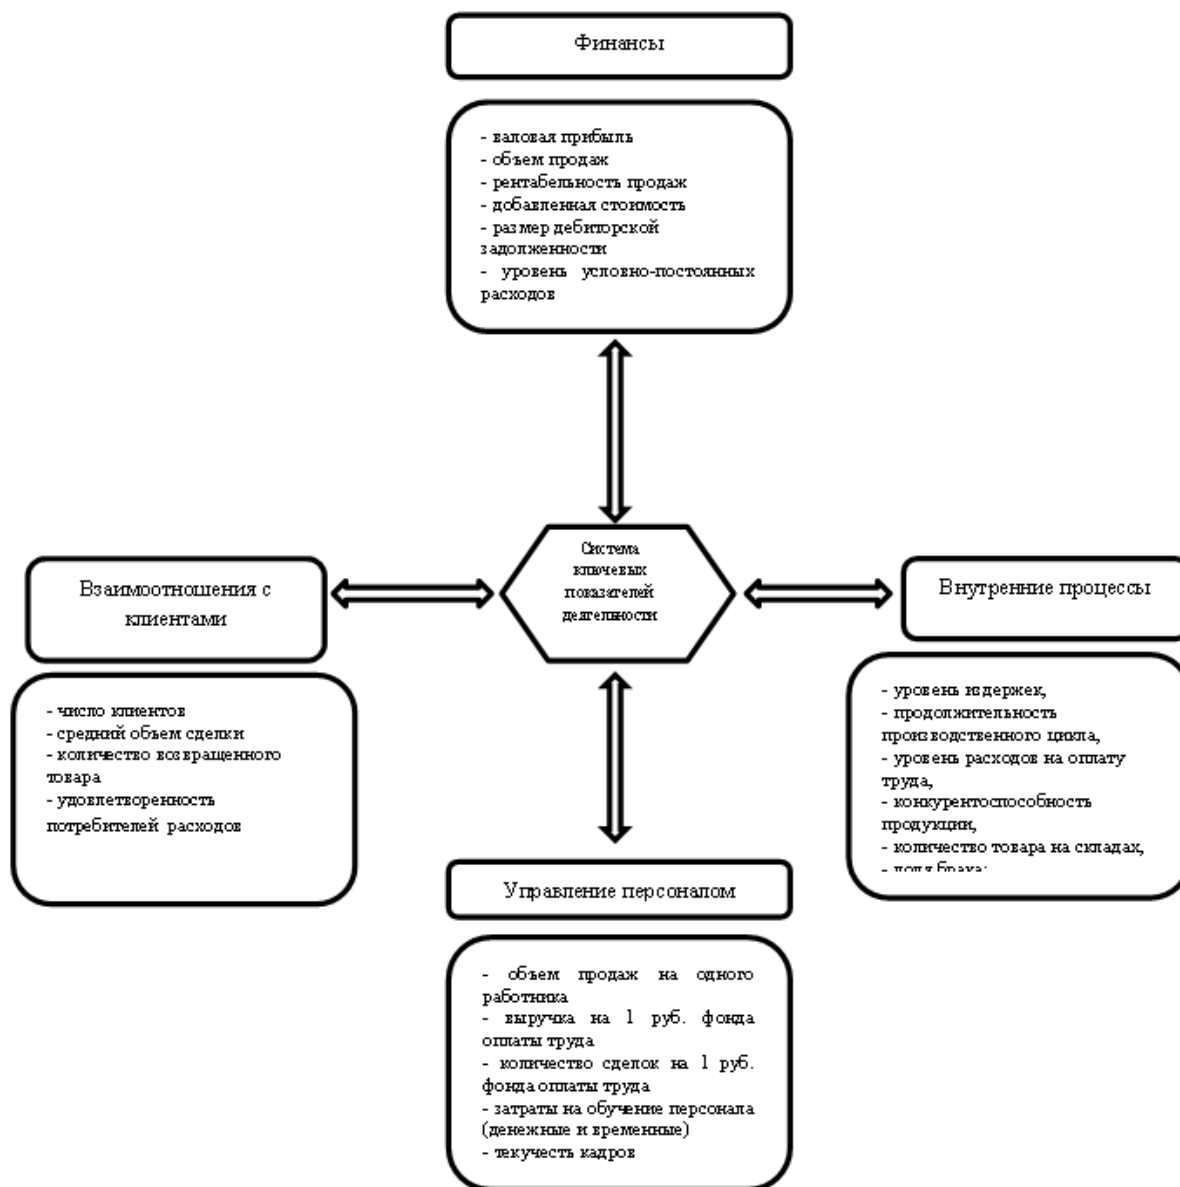 Финансы
- валовая прибыль
- объем продаж
- рентабельность продаж
- добавленная стоимость
- размер дебиторской
задолженности
- уровень условно-постоянных
расходов
Система
ключевых
показателей
деятельности
Взаимоотношения с
клиентами
- число клиентов
- средний объем сделки
- количество возвращенного
товара
- удовлетворенность
потребителей расходов
Внутренние процессы
- уровень издержек,
- продолжительность
производственного цикла,
- уровень расходов на оплату
труда,
- конкурентоспособность
продукции,
- количество товара на складах,
- доля брака;
Управление персоналом
- объем продаж на одного
работника
- выручка на 1 руб. фонда
оплаты труда
- количество сделок на 1 руб.
фонда оплаты труда
- затраты на обучение персонала
(денежные и временные)
- текучесть кадров